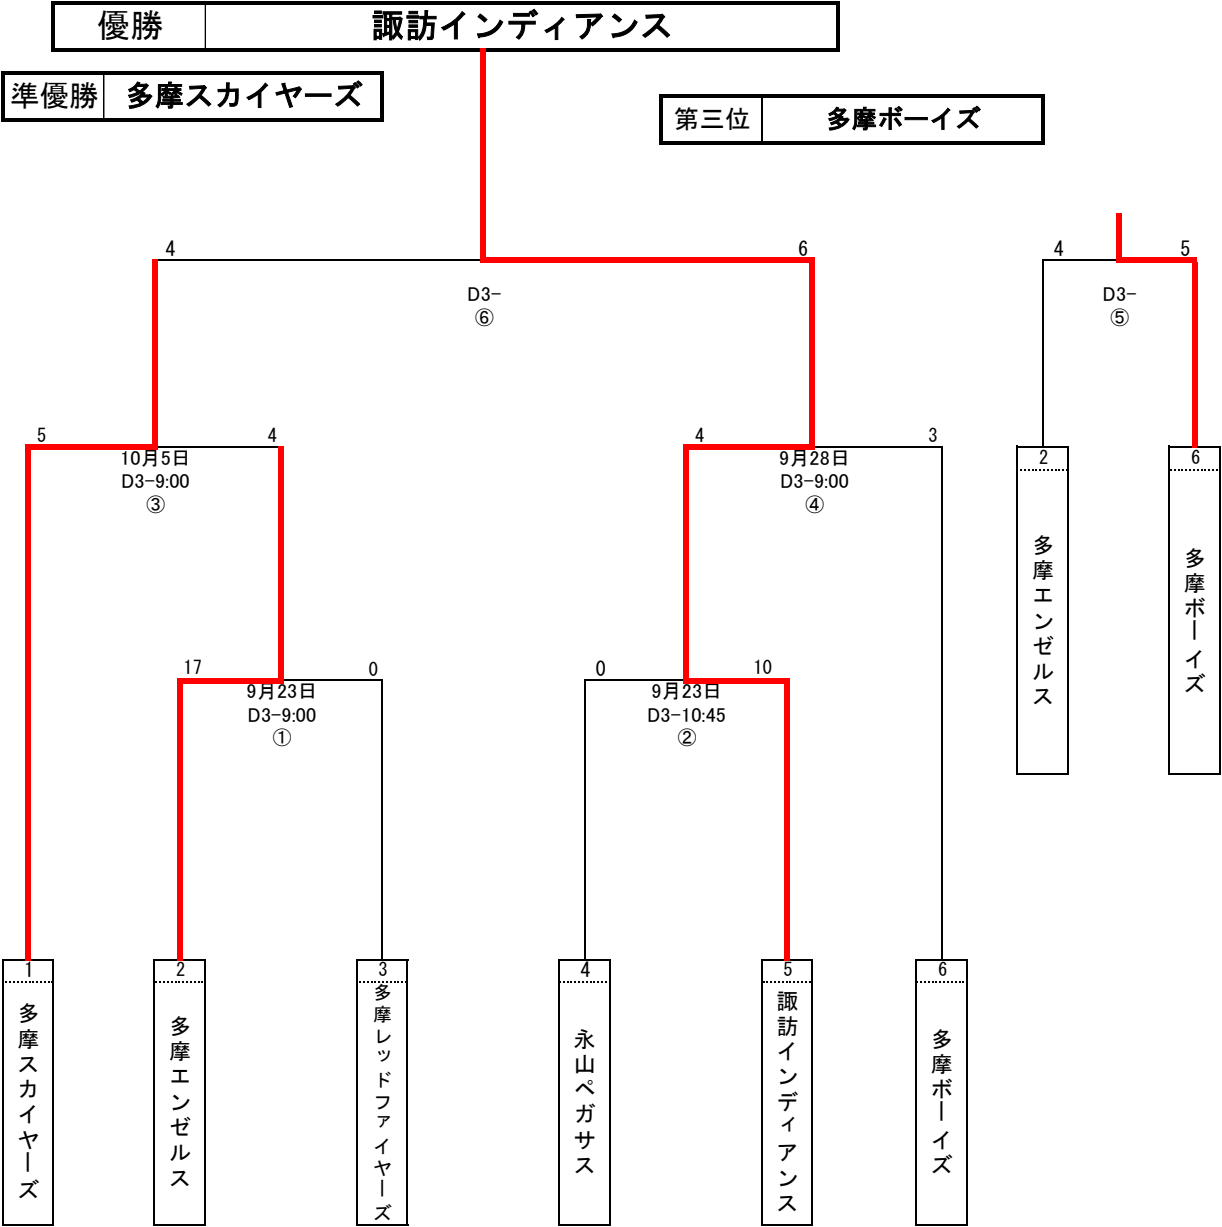 優勝 諏訪インディアンス
準優勝 多摩スカイヤーズ
第三位 多摩ボーイズ
4 6 4 5
D3- D3-
⑥ ⑤
5 4 4 3
10月5日 9月28日 2 6
D3-9:00 D3-9:00
③ ④
多摩エンゼルス
多摩ボーイズ
17 0 0 10
9月23日 9月23日
D3-9:00 D3-10:45
① ②
1 2 3 4 5 6
多摩スカイヤーズ
多摩エンゼルス
多摩レッドファイヤーズ
永山ペガサス
諏訪インディアンス
多摩ボーイズ